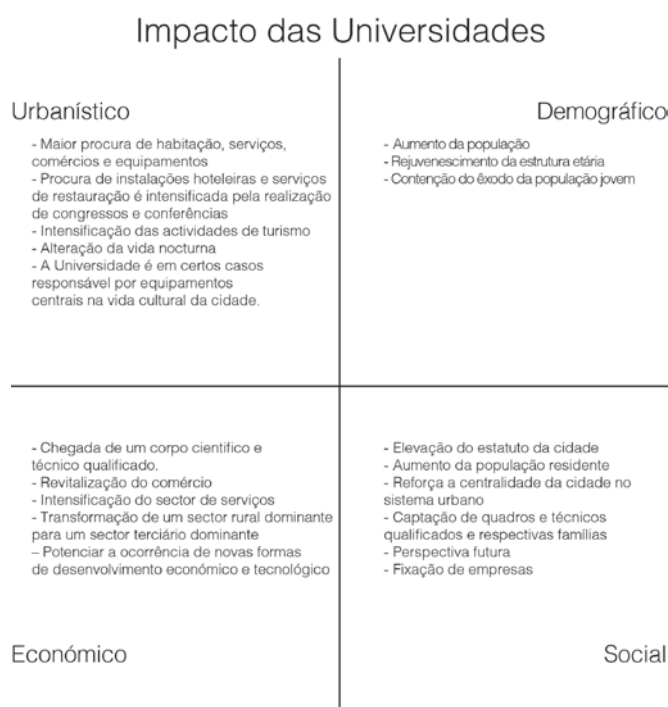 Impacto das Universidades
Urbanístico
- Maior procura de habitação, serviços,
comércios e equipamentos
- Procura de instalações hoteleiras e serviços
de restauração é intensificada pela realização
de congressos e conferências
- Intensificação das actividades de turismo
- Alteração da vida nocturna
- A Universidade é em certos casos
responsável por equipamentos
centrais na vida cultural da cidade.
Demográfico
- Aumento da população
- Rejuvenescimento da estrutura etária
- Contenção do êxodo da população jovem
- Chegada de um corpo cientifico e
técnico qualificado.
- Revitalização do comércio
- Intensificação do sector de serviços
- Transformação de um sector rural dominante
para um sector terciário dominante
– Potenciar a ocorrência de novas formas
de desenvolvimento económico e tecnológico
Económico
- Elevação do estatuto da cidade
- Aumento da população residente
- Reforça a centralidade da cidade no
sistema urbano
- Captação de quadros e técnicos
qualificados e respectivas famílias
- Perspectiva futura
- Fixação de empresas
Social